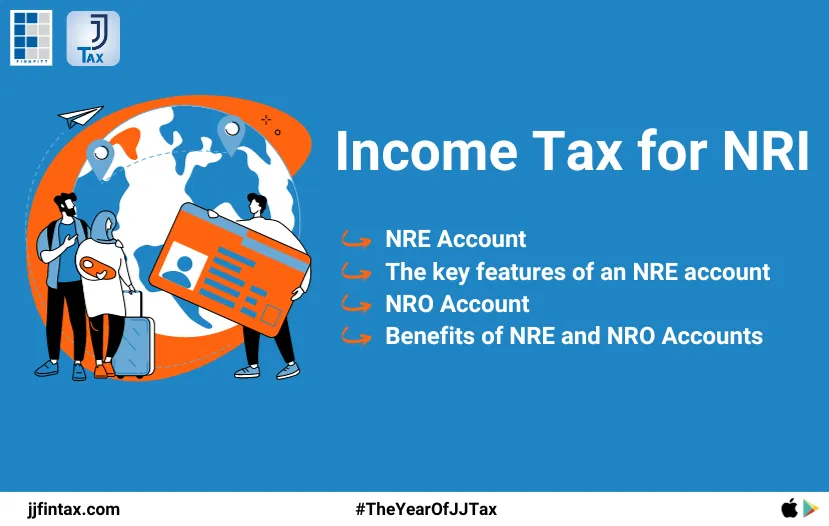 FINSFITT
J
TAX
Income Tax for NRI
NRE Account
The key features of an NRE account
NRO Account
Benefits of NRE and NRO Accounts
jjfintax.com
#TheYearOfJJTax